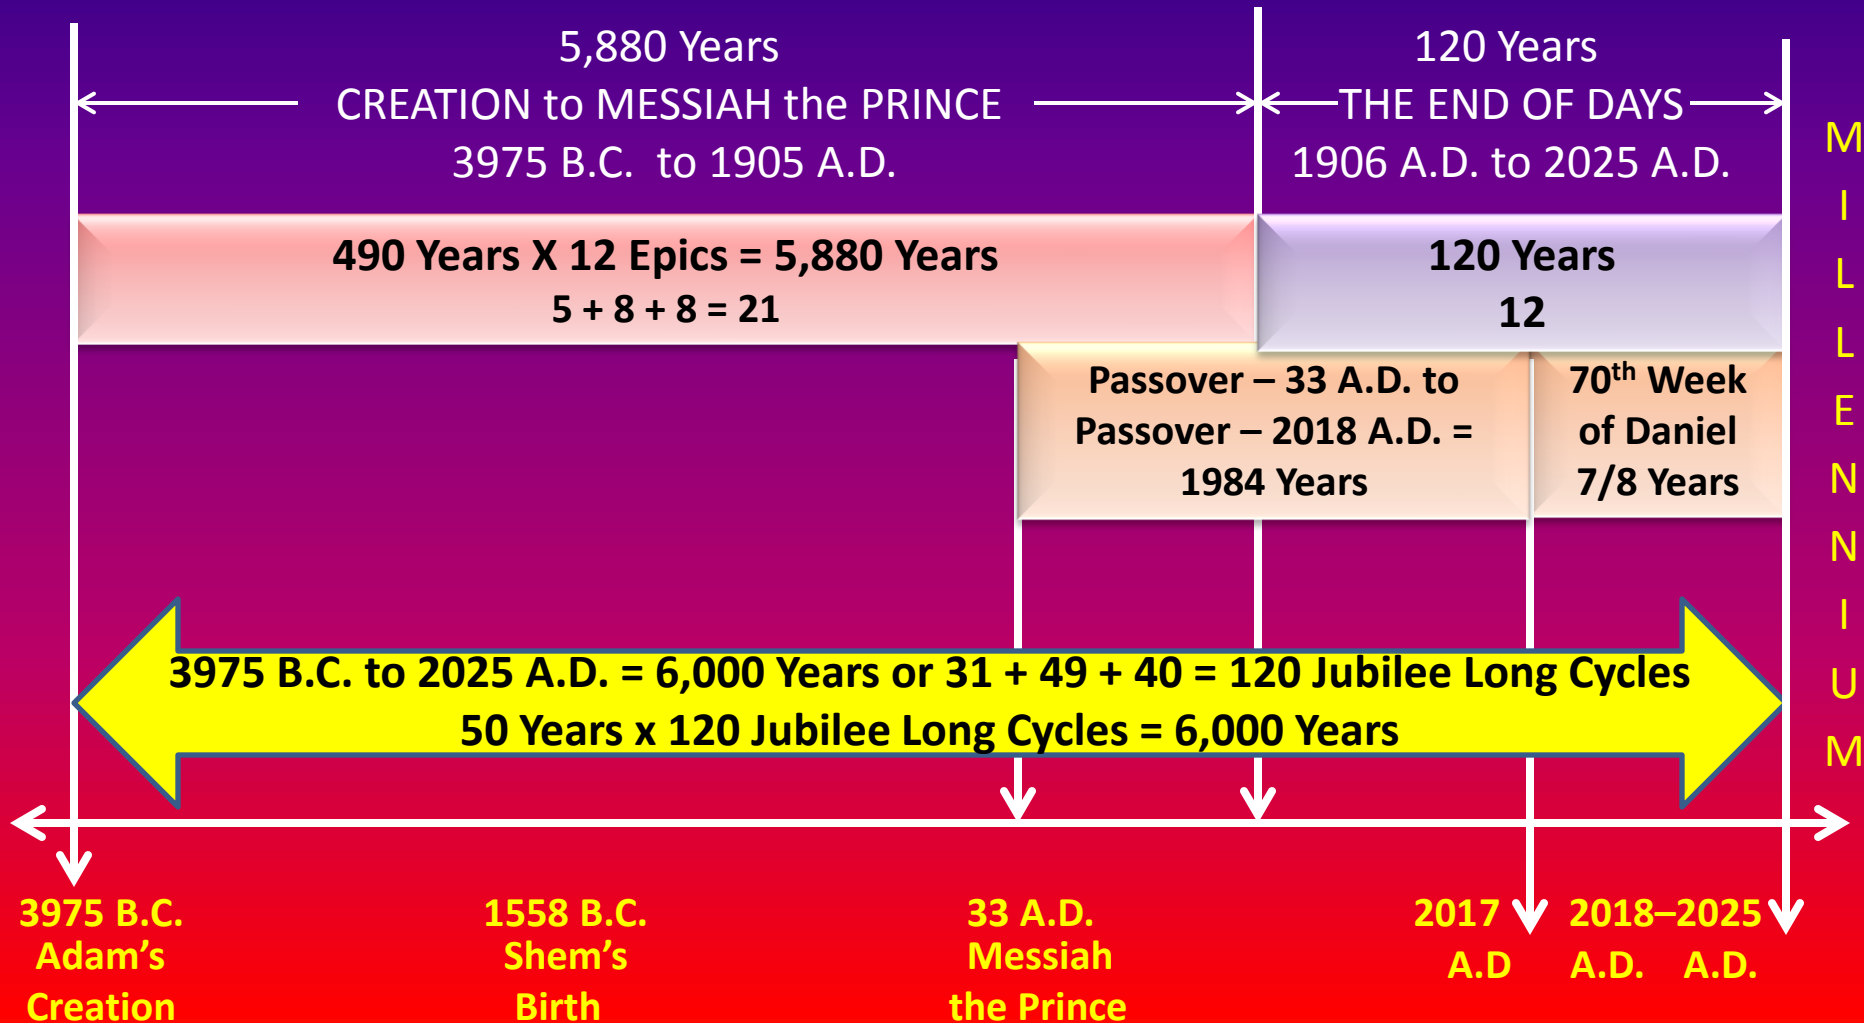 5,880 Years
CREATION to MESSIAH the PRINCE
3975 B.C. to 1905 A.D.
120 Years
THE END OF DAYS
1906 A.D. to 2025 A.D.
490 Years X 12 Epics = 5,880 Years
5 + 8 + 8 = 21
120 Years
12
Passover – 33 A.D. to
Passover – 2018 A.D. =
1984 Years
70th Week
of Daniel
7/8 Years
MILLENNIUM
3975 B.C. to 2025 A.D. = 6,000 Years or 31 + 49 + 40 = 120 Jubilee Long Cycles
50 Years x 120 Jubilee Long Cycles = 6,000 Years
3975 B.C.
Adam’s
Creation
1558 B.C.
Shem’s
Birth
33 A.D.
Messiah
the Prince
2017
A.D
2018–2025
A.D. A.D.